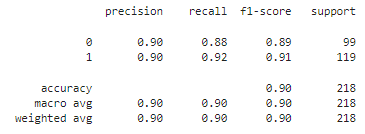 precision recall f1-score support
0 0.90 0.88 0.89 99
1 0.90 0.92 0.91 119
accuracy 0.90 218
macro avg 0.90 0.90 0.90 218
weighted avg 0.90 0.90 0.90 218